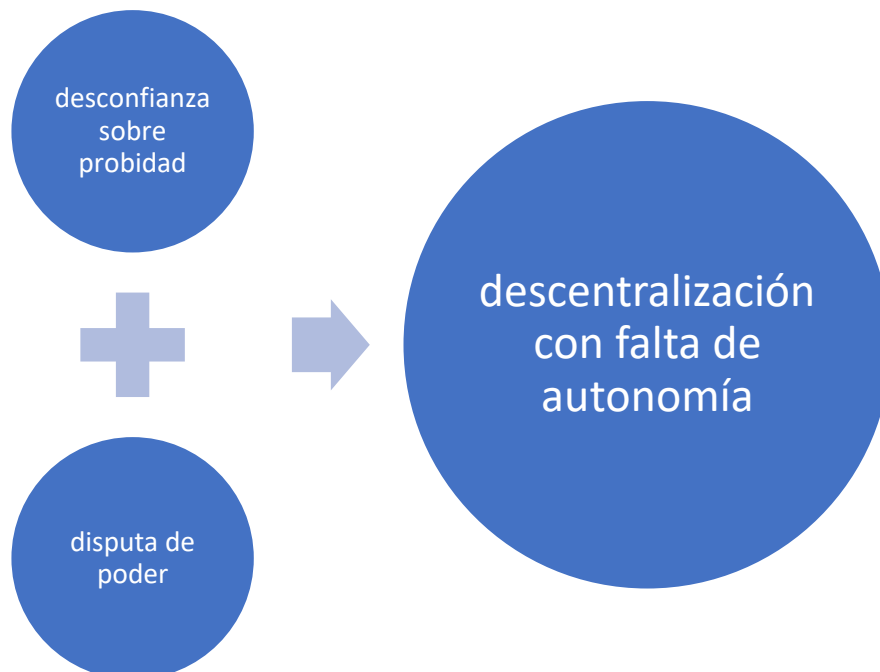 desconfianza
sobre
probidad
disputa de
poder
descentralización
con falta de
autonomía